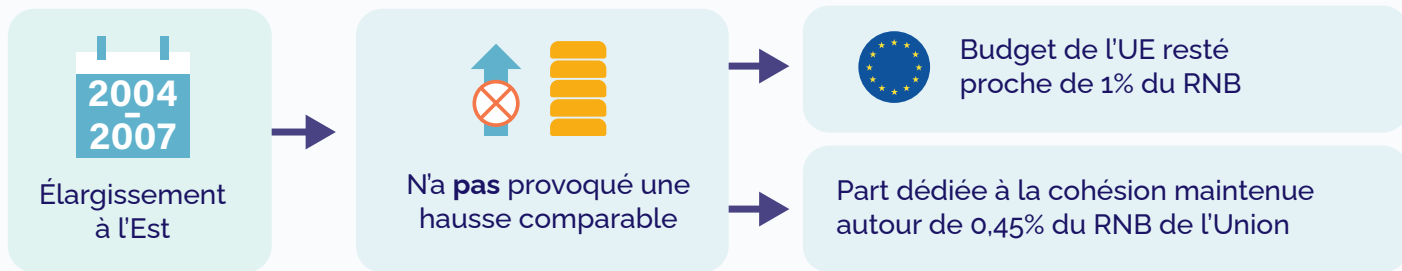 2004
–
2007
Élargissement
à l'Est
N'a pas provoqué une
hausse comparable
Budget de l'UE resté
proche de 1% du RNB
Part dédiée à la cohésion maintenue
autour de 0,45% du RNB de l'Union